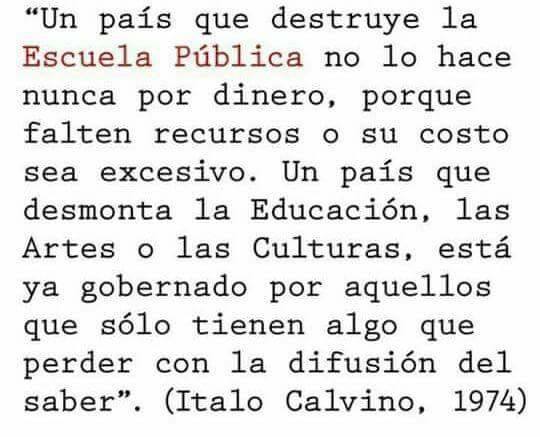 “Un país que destruye la
Escuela Pública no lo hace
nunca por dinero, porque
falten recursos o su costo
sea excesivo. Un país que
desmonta la Educación, las
Artes o las Culturas, está
ya gobernado por aquellos
que sólo tienen algo que
perder con la difusión del
saber”. (Italo Calvino, 1974)